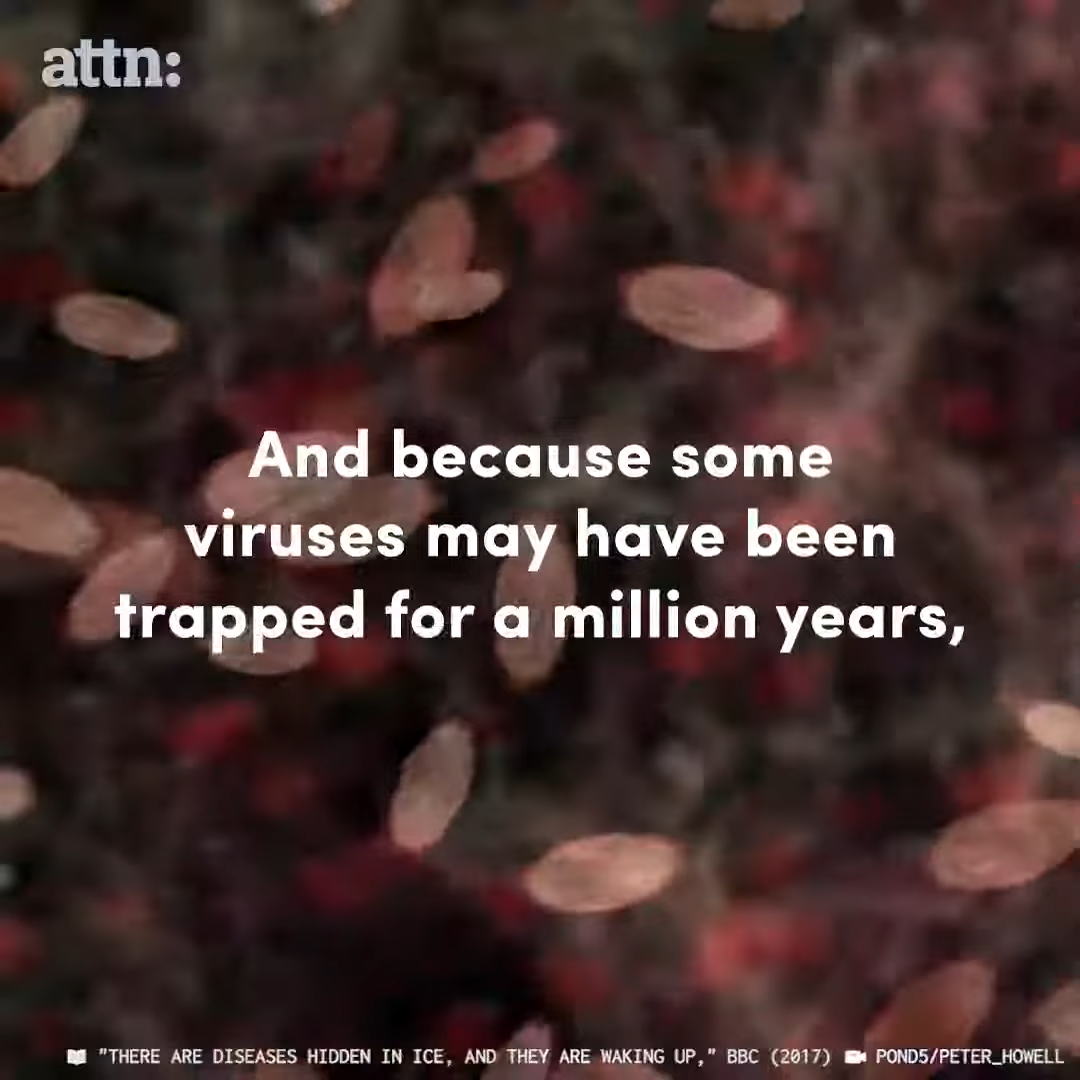 attn:
And because some
viruses may have been
trapped for a million years,
"THERE ARE DISEASES HIDDEN IN ICE, AND THEY ARE WAKING UP," BBC (2017) POND5/PETER_HOWELL